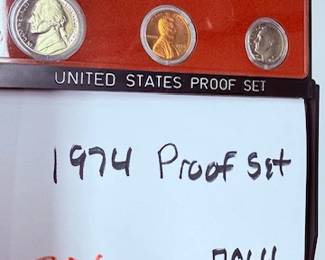 UNITED STATES PROOF SET
1974 Proof Set